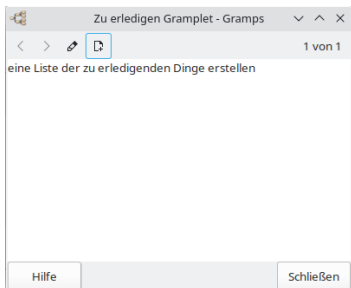 Zu erledigen Gramplet - Gramps
1 von 1
eine Liste der zu erledigenden Dinge erstellen
Hilfe
Schließen